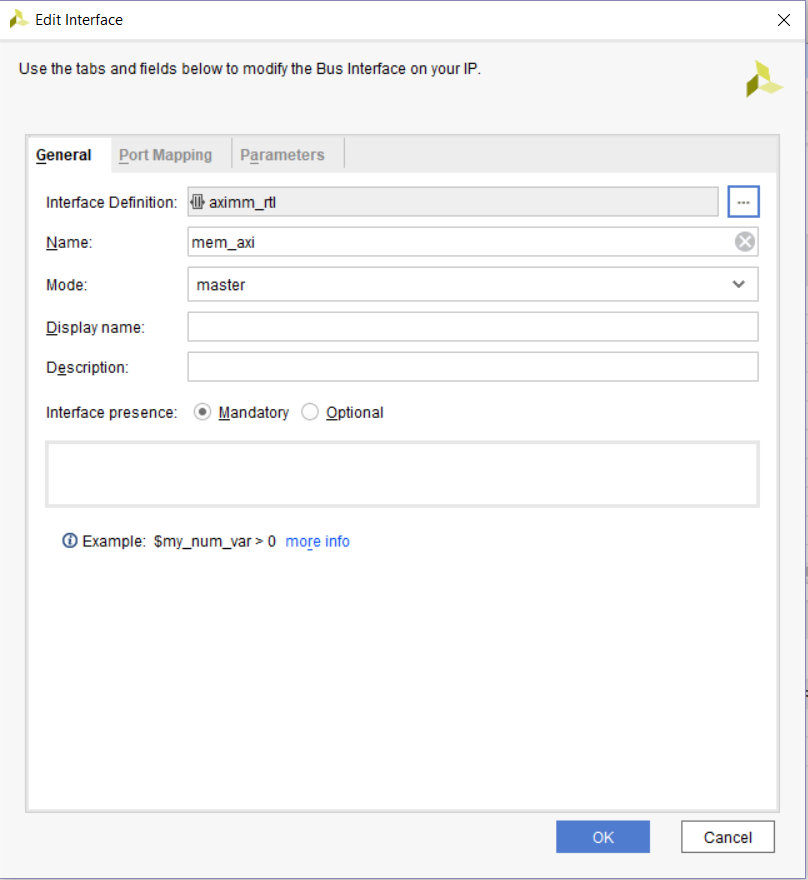 Edit Interface
Use the tabs and fields below to modify the Bus Interface on your IP.
General Port Mapping Parameters
Interface Definition: aximm_rtl ...
Name: mem_axi
Mode: master
Display name:
Description:
Interface presence: Mandatory Optional
Example: $my_num_var > 0 more info
OK Cancel